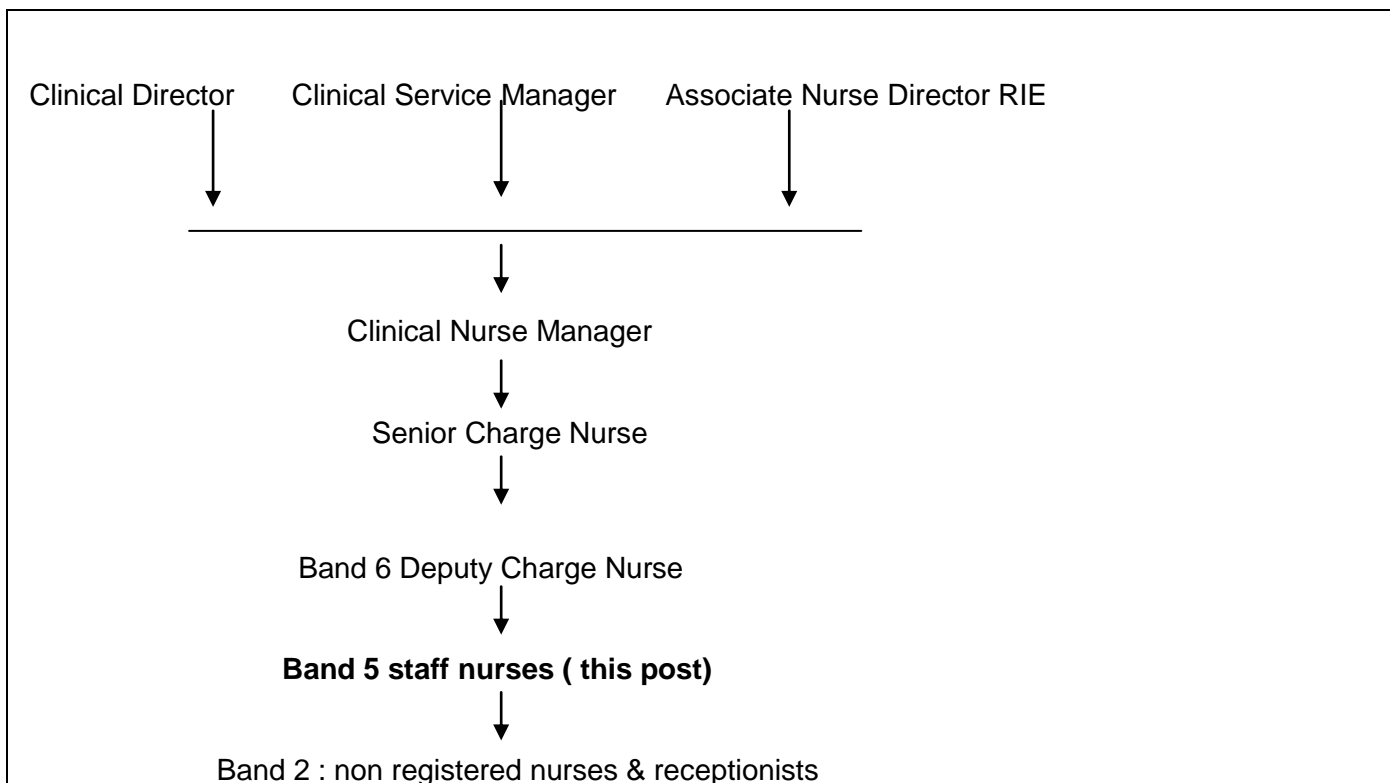 Clinical Director Clinical Service Manager Associate Nurse Director RIE
Clinical Nurse Manager
Senior Charge Nurse
Band 6 Deputy Charge Nurse
Band 5 staff nurses ( this post)
Band 2 : non registered nurses & receptionists